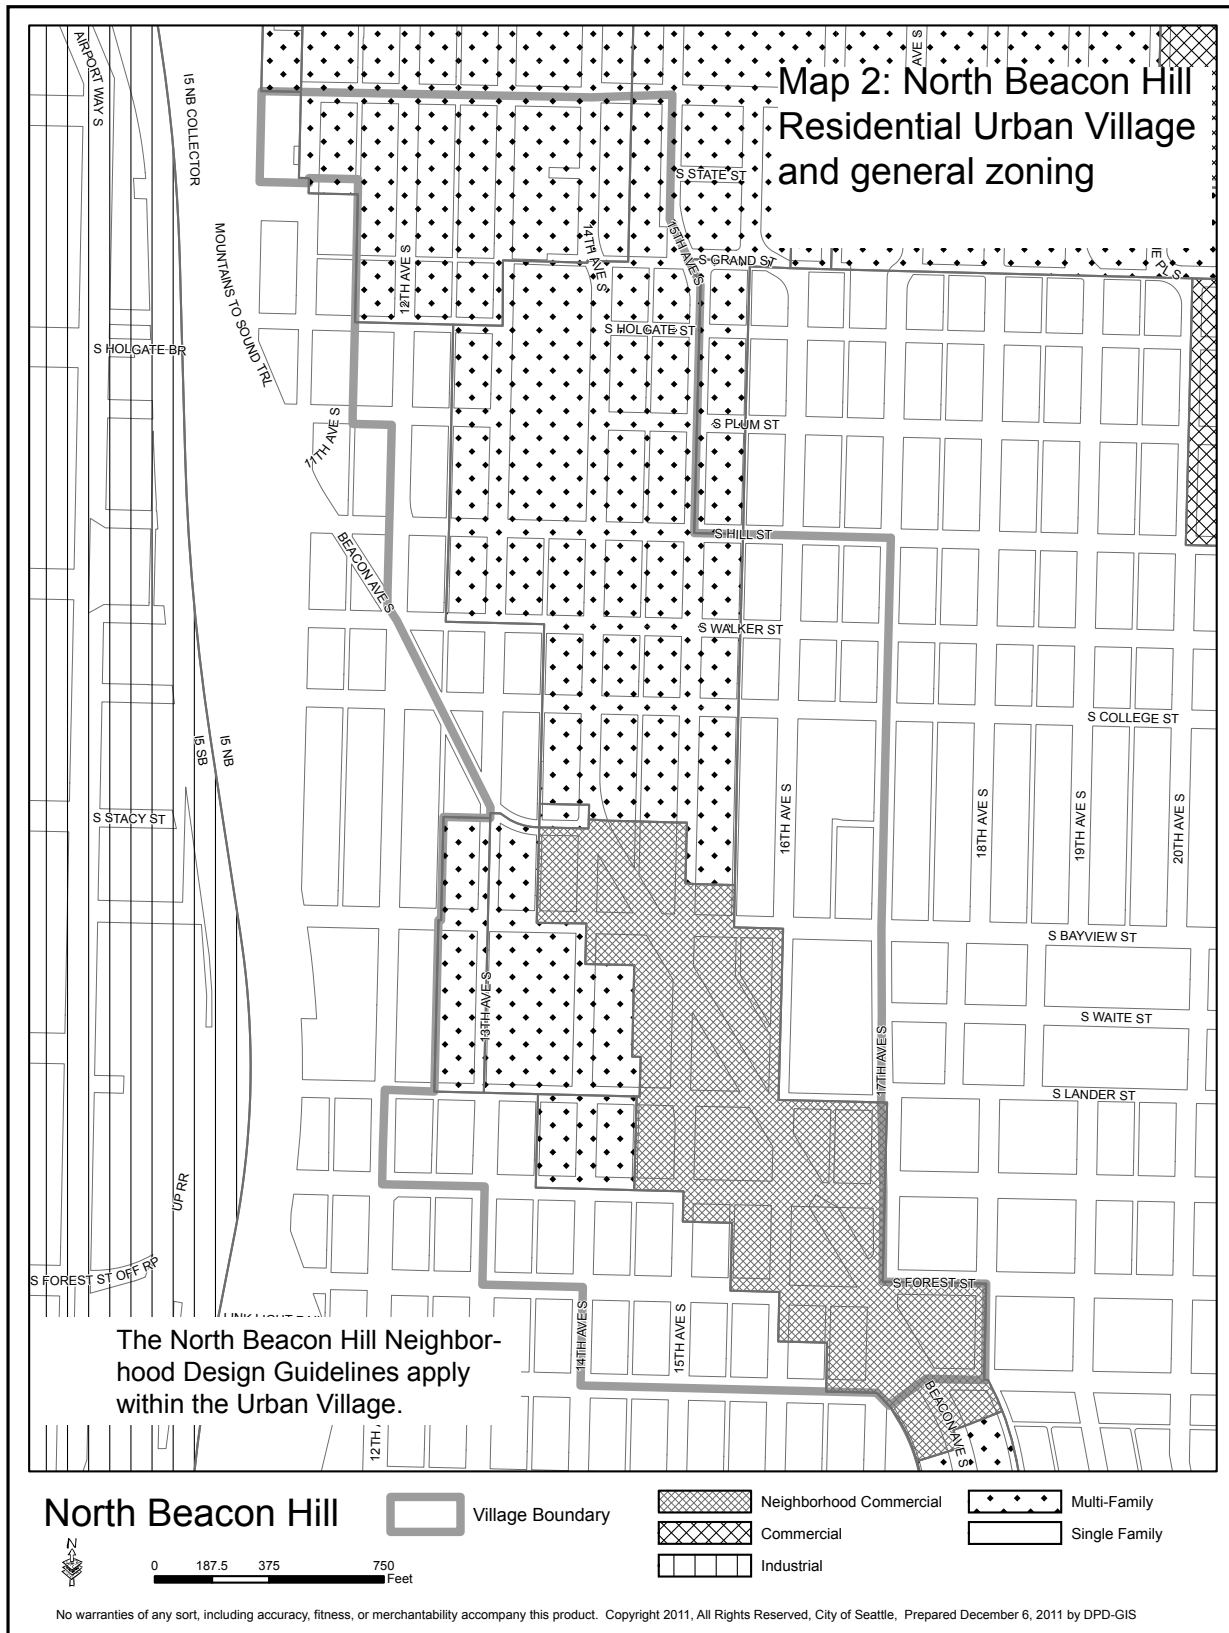 Map 2: North Beacon Hill
Residential Urban Village
and general zoning
AVE S
AIRPORT WAY S
I5 NB COLLECTOR
S STATE ST
14TH AVE S
15TH AVE S
S GRAND ST
E PL S
12TH AVE S
MOUNTAINS TO SOUND TRL
S HOLGATE ST
S HOLGATE BR
11TH AVE S
S PLUM ST
S HILL ST
BEACON AVE S
S WALKER ST
S COLLEGE ST
I5 SB
I5 NB
S STACY ST
16TH AVE S
18TH AVE S
19TH AVE S
20TH AVE S
S BAYVIEW ST
13TH AVE S
S WAITE ST
17TH AVE S
S LANDER ST
UP RR
S FOREST ST OFF RP
S FOREST ST
14TH AVE S
15TH AVE S
The North Beacon Hill Neighbor-
hood Design Guidelines apply
within the Urban Village.
12TH A
BEACON AVE S
North Beacon Hill
Village Boundary
Neighborhood Commercial
Commercial
Industrial
Multi-Family
Single Family
N
0 187.5 375 750
Feet
No warranties of any sort, including accuracy, fitness, or merchantability accompany this product. Copyright 2011, All Rights Reserved, City of Seattle, Prepared December 6, 2011 by DPD-GIS